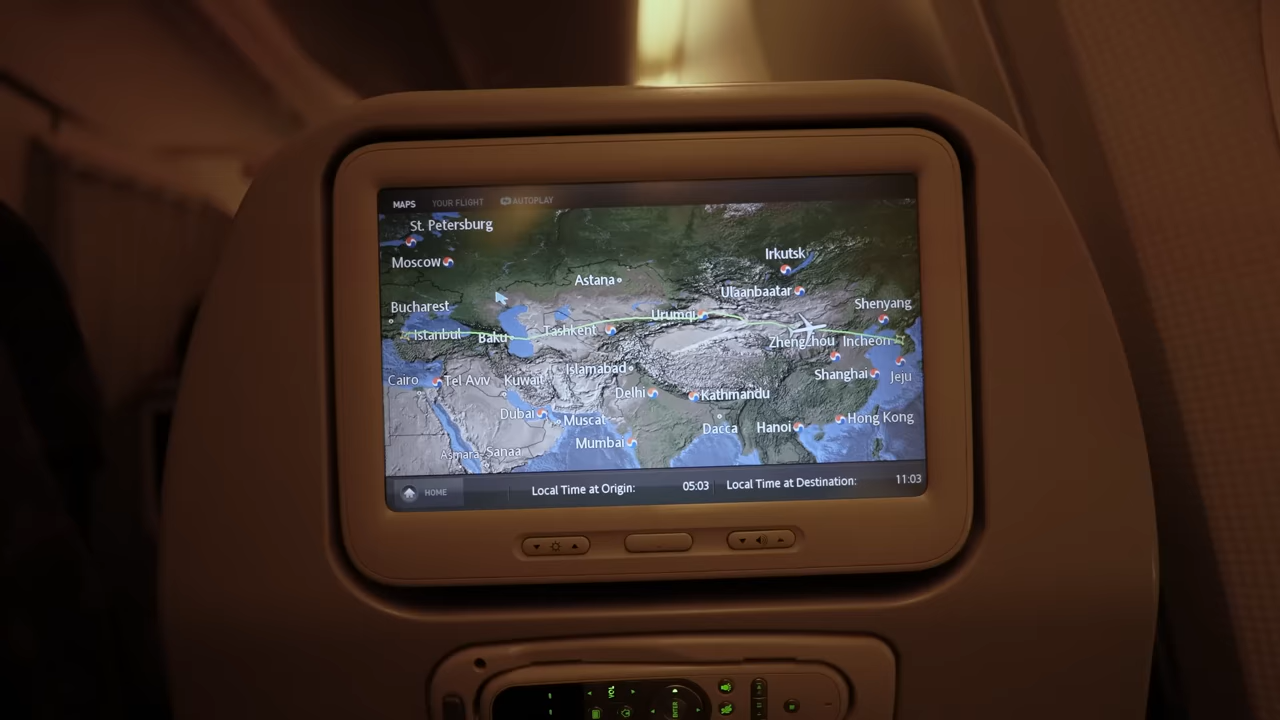 MAPS YOUR FLIGHT AUTOPLAY
St. Petersburg
Moscow
Irkutsk
Astana
Ulaanbaatar
Bucharest
Shenyang
Urumqi
Istanbul
Baku
Tashkent
Zhengzhou
Incheon
Islamabad
Shanghai
Jeju
Cairo
Tel Aviv
Kuwait
Delhi
Kathmandu
Dubai
Muscat
Dacca
Hanoi
Hong Kong
Mumbai
Asmara
Sanaa
HOME Local Time at Origin: 05:03 Local Time at Destination: 11:03
VOL
ENTER